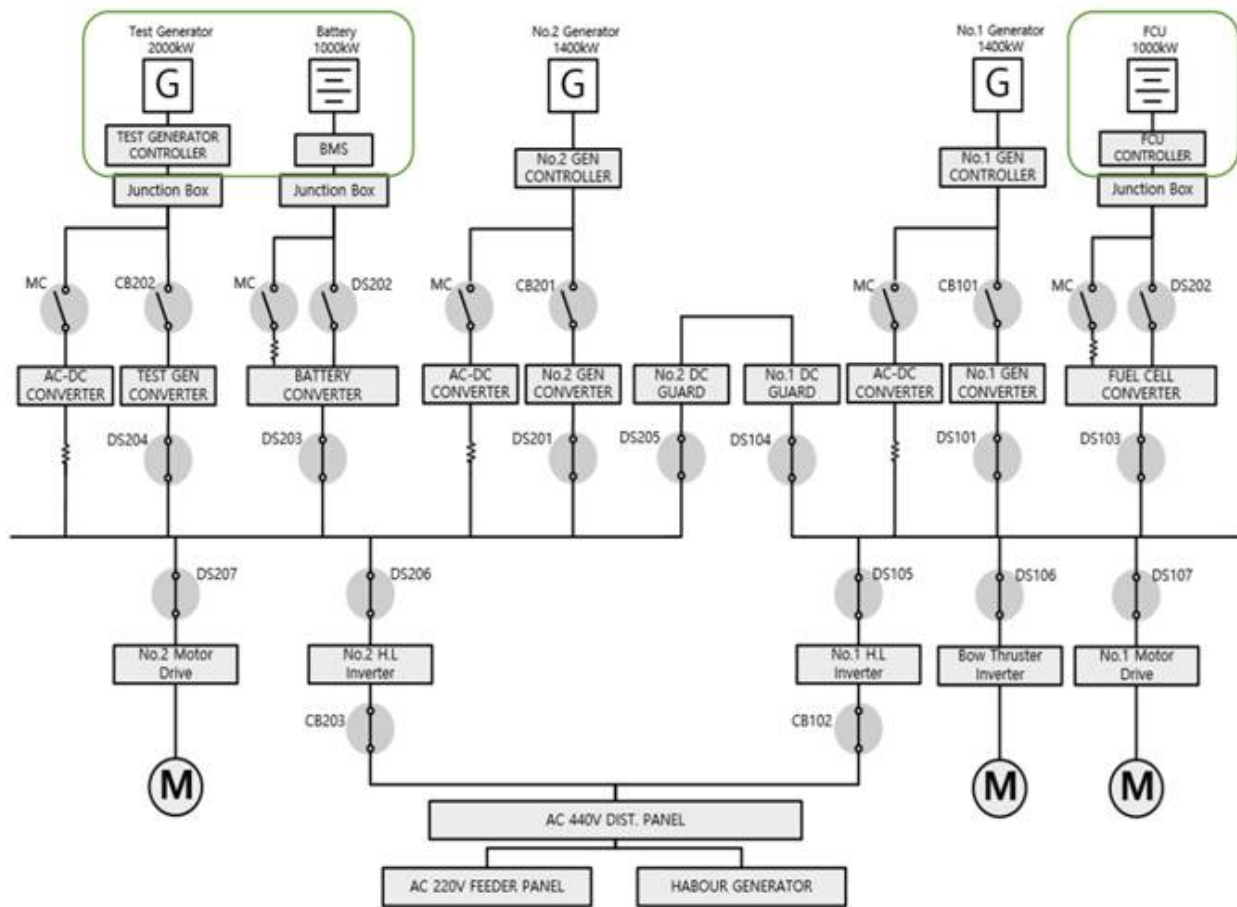 Test Generator
2000kW
Battery
1000kW
No.2 Generator
1400kW
No.1 Generator
1400kW
FCU
1000kW
G
G
G
TEST GENERATOR
CONTROLLER
BMS
No.2 GEN
CONTROLLER
No.1 GEN
CONTROLLER
FCU
CONTROLLER
Junction Box
Junction Box
Junction Box
MC
CB202
MC
DS202
MC
CB201
MC
CB101
MC
DS202
AC-DC
CONVERTER
TEST GEN
CONVERTER
BATTERY
CONVERTER
AC-DC
CONVERTER
No.2 GEN
CONVERTER
No.2 DC
GUARD
No.1 DC
GUARD
AC-DC
CONVERTER
No.1 GEN
CONVERTER
FUEL CELL
CONVERTER
DS204
DS203
DS201
DS205
DS104
DS101
DS103
DS207
DS206
DS105
DS106
DS107
No.2 Motor
Drive
No.2 H.L
Inverter
No.1 H.L
Inverter
Bow Thruster
Inverter
No.1 Motor
Drive
CB203
CB102
M
M
M
AC 440V DIST. PANEL
AC 220V FEEDER PANEL
HABOUR GENERATOR